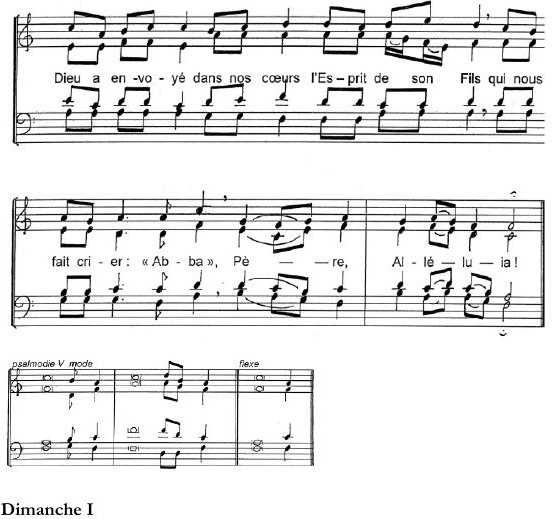 Dieu a en -vo - yé dans nos cœurs l'Es – prit de son Fils qui nous
fait cri - er : « Ab - ba », Pè — — re, Al - lé - lu - ia !
psalmodie V mode flexe
Dimanche I